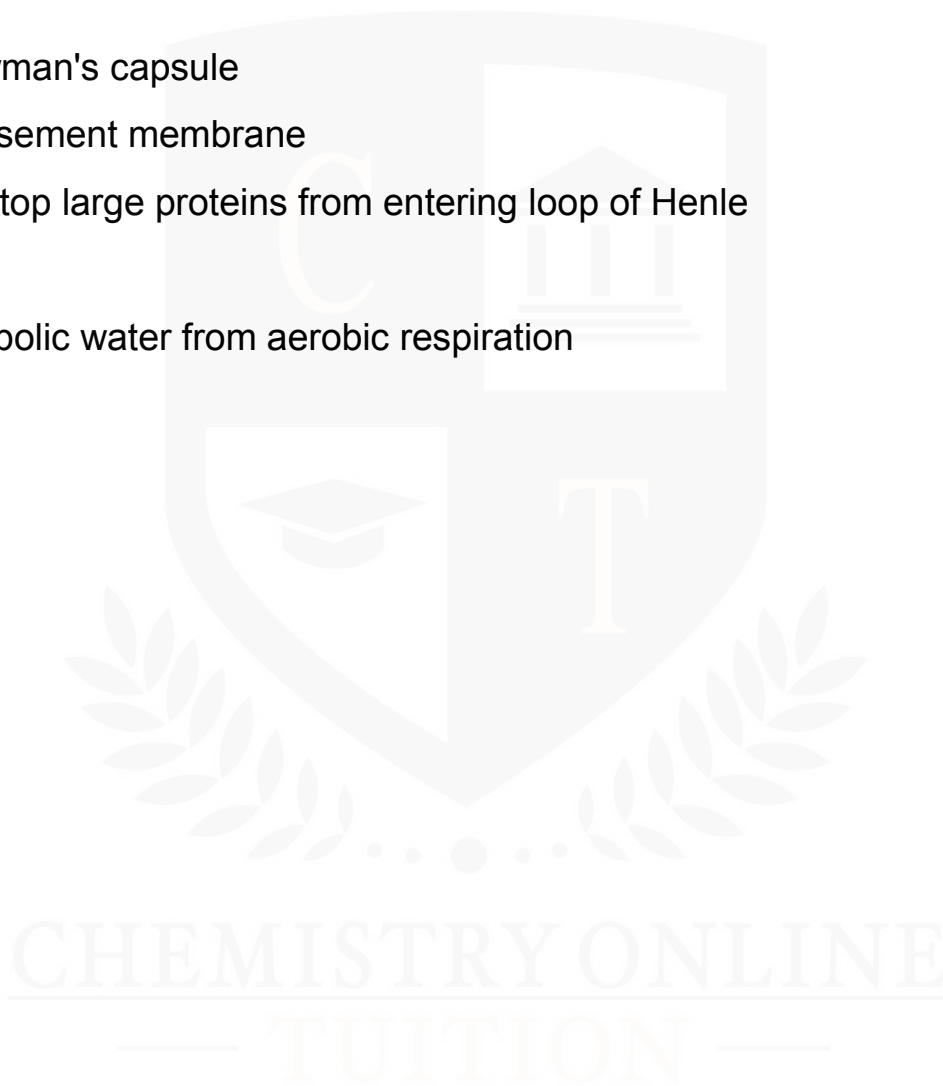 man's capsule
sement membrane
top large proteins from entering loop of Henle
bolic water from aerobic respiration
C
T
CHEMISTRY ONLINE
TUITION